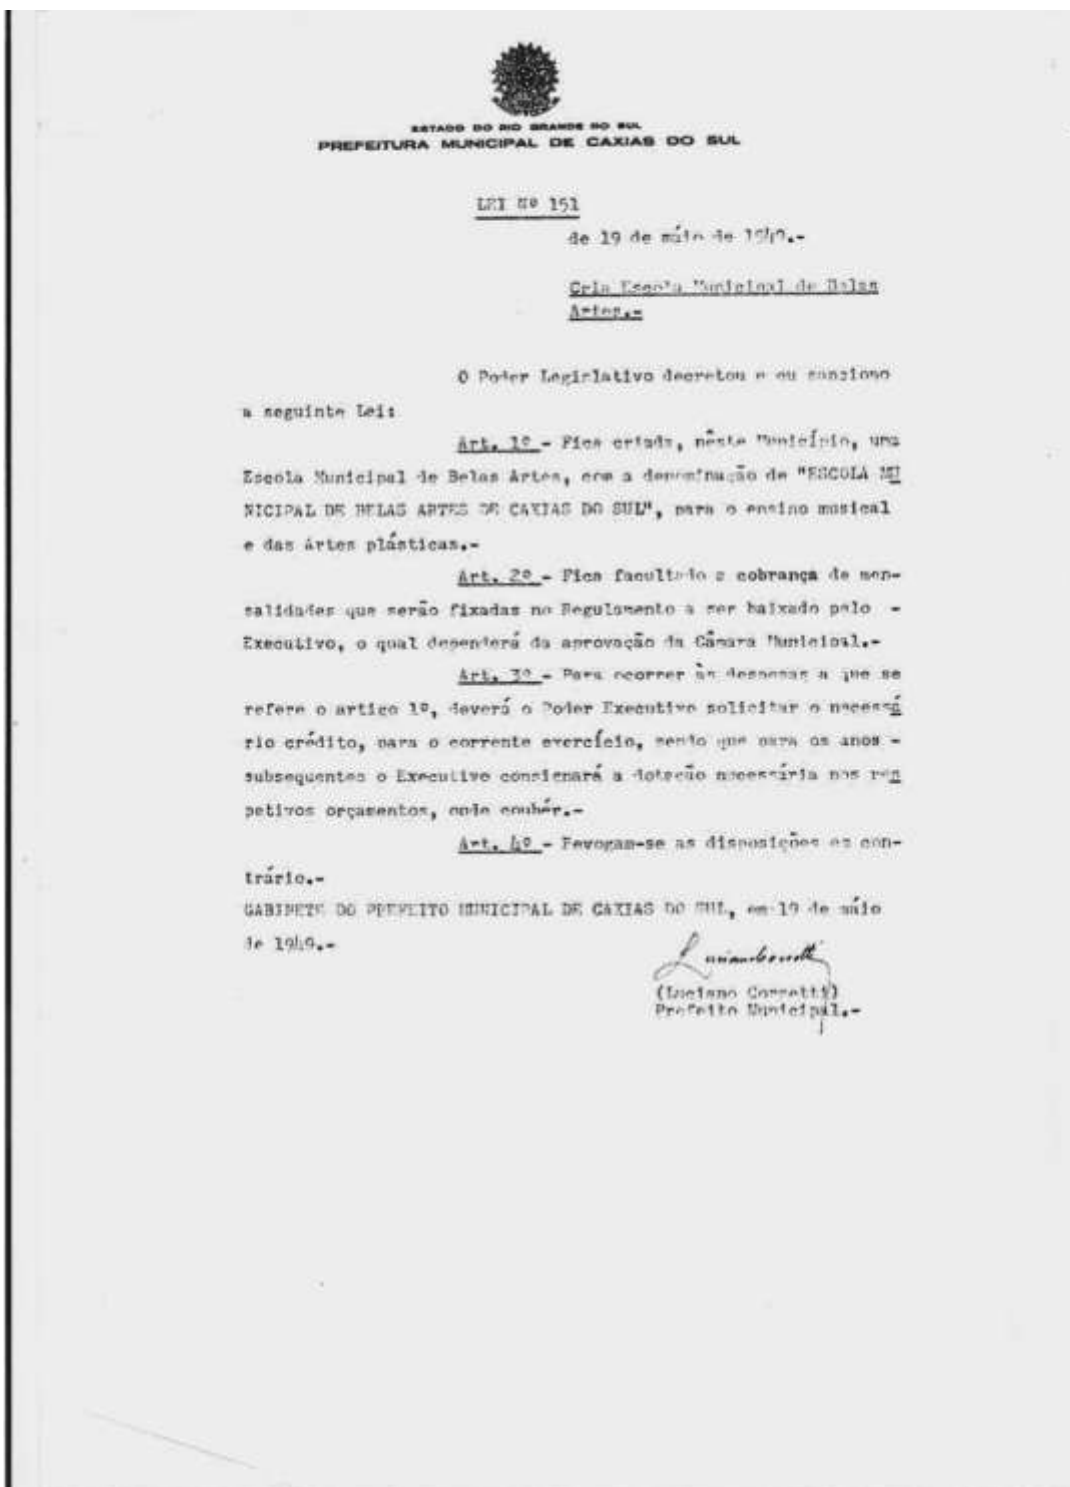 ESTADO DO RIO GRANDE DO SUL
PREFEITURA MUNICIPAL DE CAXIAS DO SUL
LEI Nº 151
de 19 de máio de 1949.-
Cria Escola Municipal de Belas
Artes.-
O Poder Legislativo decretou e eu sanciono
a seguinte Lei:
Art. 1º - Fica criada, nêste Município, uma
Escola Municipal de Belas Artes, com a denominação de "ESCOLA MU
NICIPAL DE BELAS ARTES DE CAXIAS DO SUL", para o ensino musical
e das Artes plásticas.-
Art. 2º - Fica facultado a cobrança de men-
salidades que serão fixadas no Regulamento a ser baixado pelo -
Executivo, o qual dependerá da aprovação da Câmara Municipal.-
Art. 3º - Para ocorrer às despesas a que se
refere o artigo 1º, deverá o Poder Executivo solicitar o necessá
rio crédito, para o corrente exercício, sendo que para os anos -
subsequentes o Executivo consignará a dotação necessária nos res
petivos orçamentos, onde coubér.-
Art. 4º - Revogam-se as disposições em con-
trário.-
GABINETE DO PREFEITO MUNICIPAL DE CAXIAS DO SUL, em 19 de máio
de 1949.-
(Luciano Corsetti)
Prefeito Municipal.-